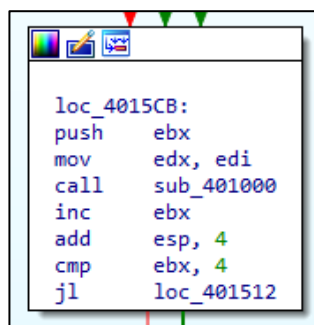 loc_4015CB:
push ebx
mov edx, edi
call sub_401000
inc ebx
add esp, 4
cmp ebx, 4
jl loc_401512